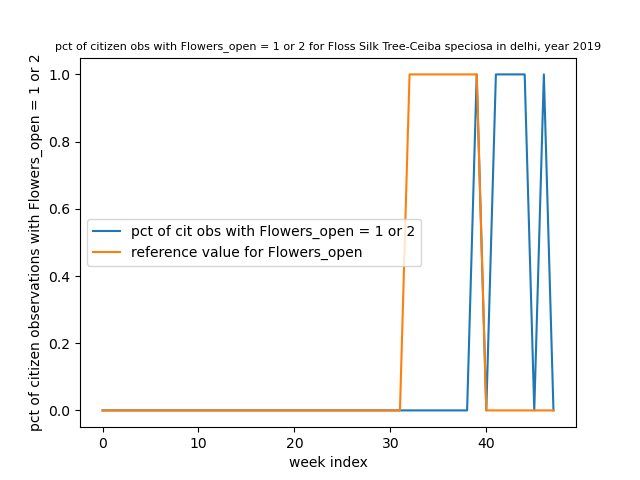 pct of citizen obs with Flowers_open = 1 or 2 for Floss Silk Tree-Ceiba speciosa in delhi, year 2019
pct of citizen observations with Flowers_open = 1 or 2
1.0
0.8
0.6
0.4
0.2
0.0
pct of cit obs with Flowers_open = 1 or 2
reference value for Flowers_open
0 10 20 30 40
week index